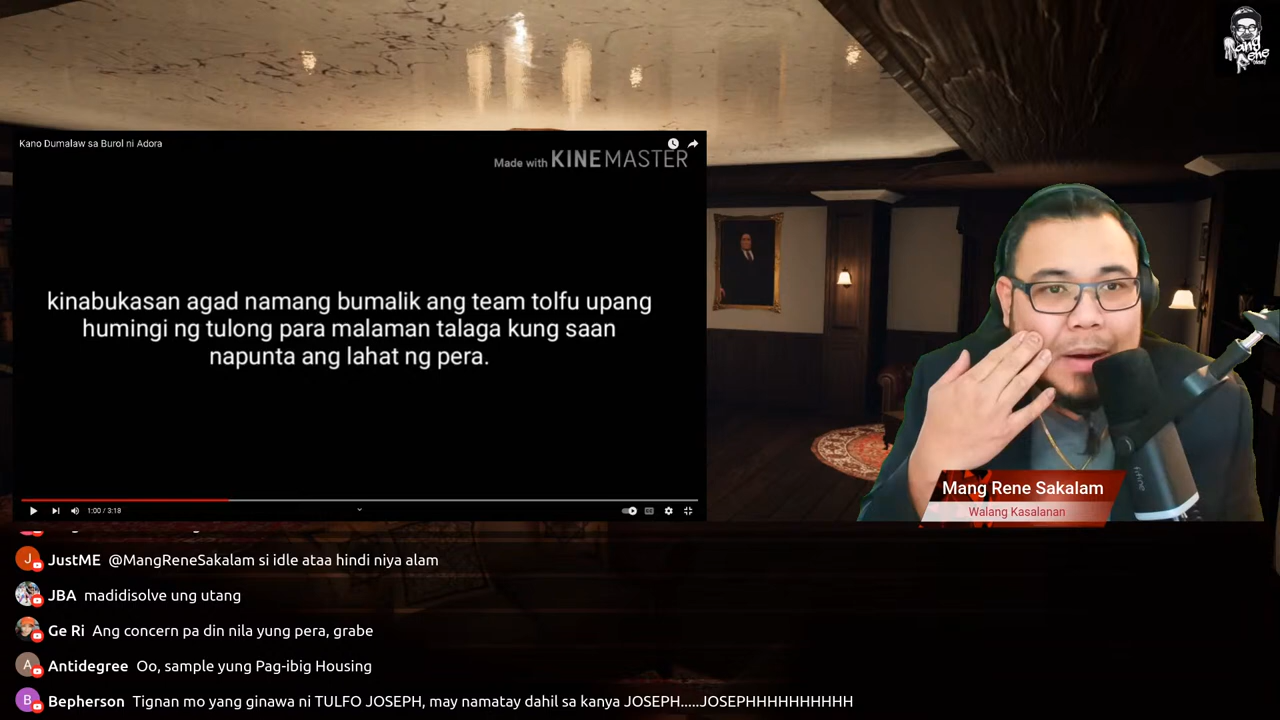 Mang
Rene
Kano Dumalaw sa Burol ni Adora
Made with KINEMASTER
kinabukasan agad namang bumalik ang team tolfu upang
humingi ng tulong para malaman talaga kung saan
napunta ang lahat ng pera.
1:00 / 3:18
Mang Rene Sakalam
Walang Kasalanan
J JustME @MangReneSakalam si idle ataa hindi niya alam
JBA madidisolve ung utang
Ge Ri Ang concern pa din nila yung pera, grabe
A Antidegree Oo, sample yung Pag-ibig Housing
B Bepherson Tignan mo yang ginawa ni TULFO JOSEPH, may namatay dahil sa kanya JOSEPH.....JOSEPHHHHHHHHHH